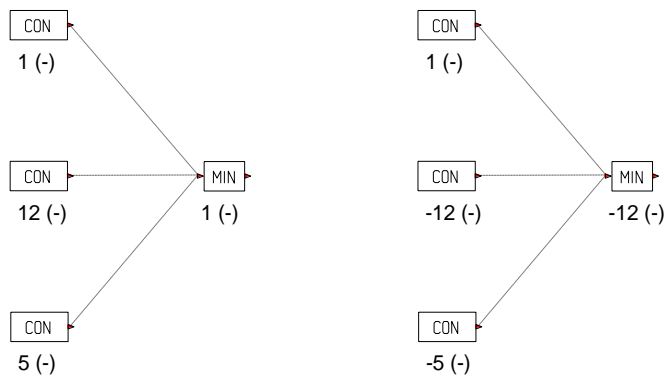 CON
1 (-)
CON
12 (-)
MIN
1 (-)
CON
5 (-)
CON
1 (-)
CON
-12 (-)
MIN
-12 (-)
CON
-5 (-)